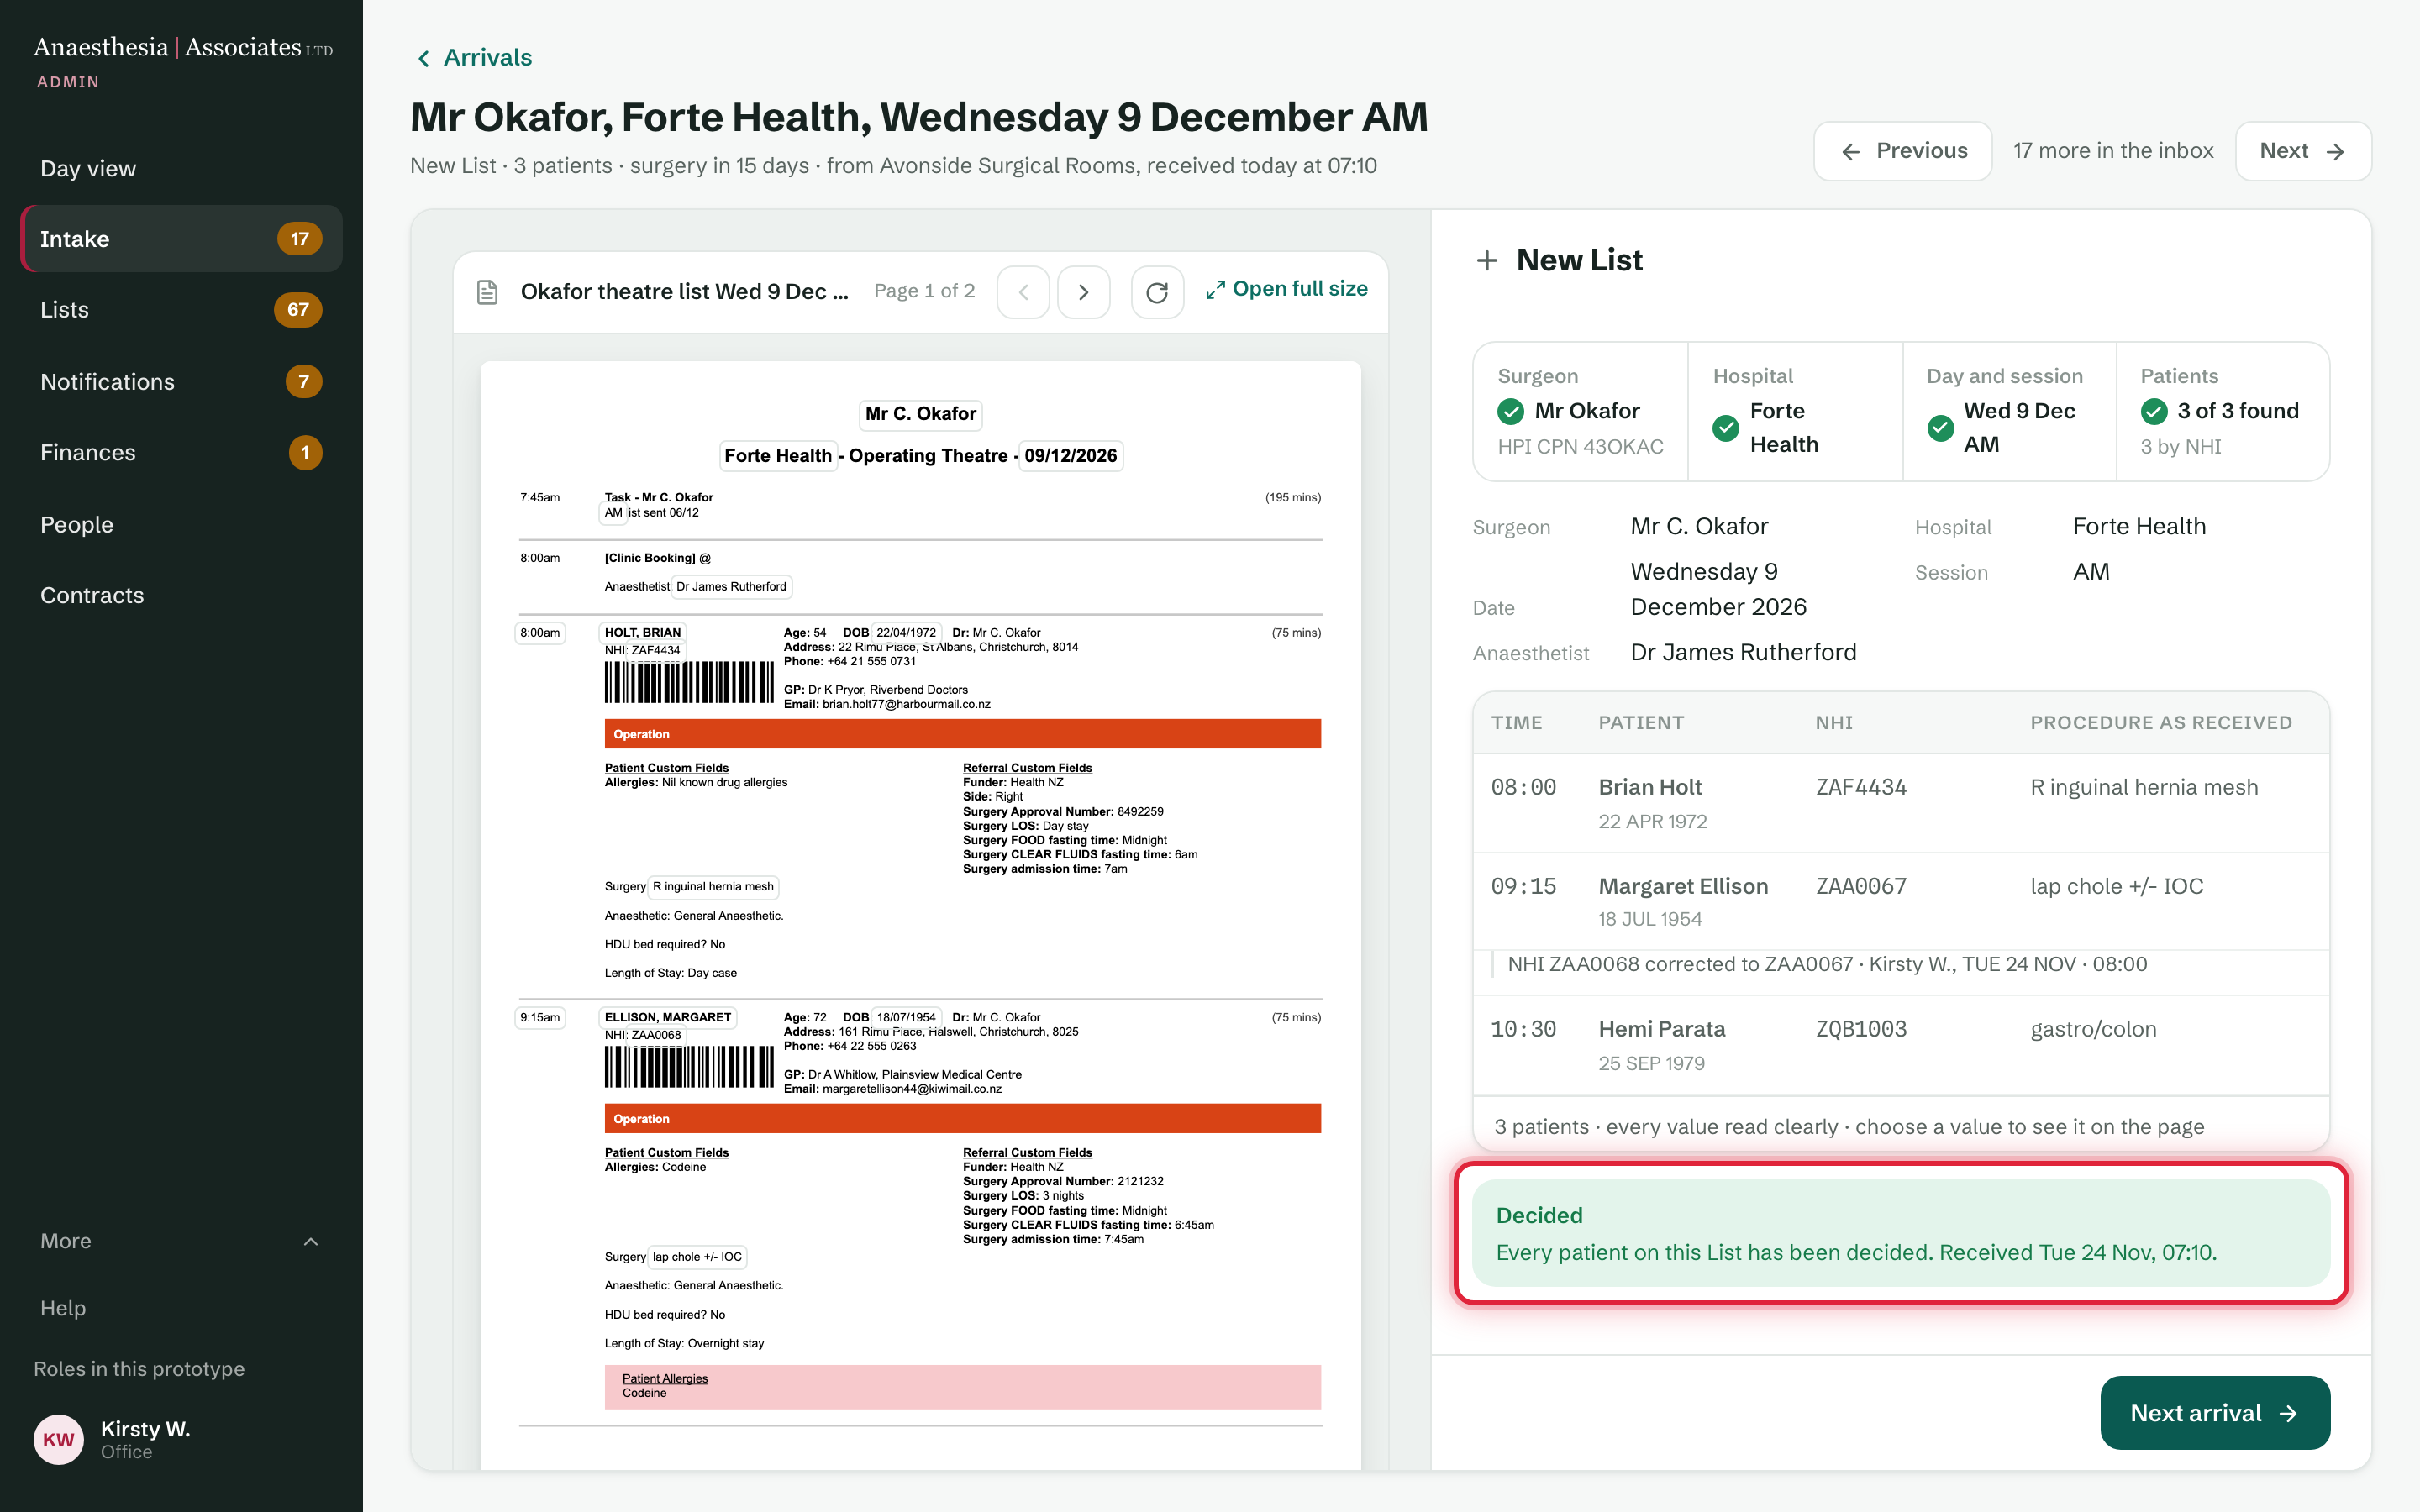 Anaesthesia | Associates LTD
ADMIN
Day view
Intake 17
Lists 67
Notifications 7
Finances 1
People
Contracts
More
Help
Roles in this prototype
KW
Kirsty W.
Office
Arrivals
Mr Okafor, Forte Health, Wednesday 9 December AM
New List · 3 patients · surgery in 15 days · from Avonside Surgical Rooms, received today at 07:10
Previous
17 more in the inbox
Next
Okafor theatre list Wed 9 Dec ...
Page 1 of 2
Open full size
Mr C. Okafor
Forte Health - Operating Theatre - 09/12/2026
7:45am Task - Mr C. Okafor (195 mins)
AM ist sent 06/12
8:00am [Clinic Booking] @
Anaesthetist Dr James Rutherford
8:00am HOLT, BRIAN Age: 54 DOB 22/04/1972 Dr: Mr C. Okafor (75 mins)
NHI: ZAF4434 Address: 22 Rimu Place, St Albans, Christchurch, 8014
Phone: +64 21 555 0731
GP: Dr K Pryor, Riverbend Doctors
Email: brian.holt77@harbourmail.co.nz
Operation
Patient Custom Fields
Allergies: Nil known drug allergies
Referral Custom Fields
Funder: Health NZ
Side: Right
Surgery Approval Number: 8492259
Surgery LOS: Day stay
Surgery FOOD fasting time: Midnight
Surgery CLEAR FLUIDS fasting time: 6am
Surgery admission time: 7am
Surgery R inguinal hernia mesh
Anaesthetic: General Anaesthetic.
HDU bed required? No
Length of Stay: Day case
9:15am ELLISON, MARGARET Age: 72 DOB 18/07/1954 Dr: Mr C. Okafor (75 mins)
NHI: ZAA0068 Address: 161 Rimu Place, Halswell, Christchurch, 8025
Phone: +64 22 555 0263
GP: Dr A Whitlow, Plainsview Medical Centre
Email: margaretellison44@kiwimail.co.nz
Operation
Patient Custom Fields
Allergies: Codeine
Referral Custom Fields
Funder: Health NZ
Surgery Approval Number: 2121232
Surgery LOS: 3 nights
Surgery FOOD fasting time: Midnight
Surgery CLEAR FLUIDS fasting time: 6:45am
Surgery admission time: 7:45am
Surgery lap chole +/- IOC
Anaesthetic: General Anaesthetic.
HDU bed required? No
Length of Stay: Overnight stay
Patient Allergies
Codeine
New List
Surgeon
Mr Okafor
HPI CPN 43OKAC
Hospital
Forte
Health
Day and session
Wed 9 Dec
AM
Patients
3 of 3 found
3 by NHI
Surgeon Mr C. Okafor
Hospital Forte Health
Date Wednesday 9
December 2026
Session AM
Anaesthetist Dr James Rutherford
TIME PATIENT NHI PROCEDURE AS RECEIVED
08:00 Brian Holt ZAF4434 R inguinal hernia mesh
22 APR 1972
09:15 Margaret Ellison ZAA0067 lap chole +/- IOC
18 JUL 1954
NHI ZAA0068 corrected to ZAA0067 · Kirsty W., TUE 24 NOV · 08:00
10:30 Hemi Parata ZQB1003 gastro/colon
25 SEP 1979
3 patients · every value read clearly · choose a value to see it on the page
Decided
Every patient on this List has been decided. Received Tue 24 Nov, 07:10.
Next arrival